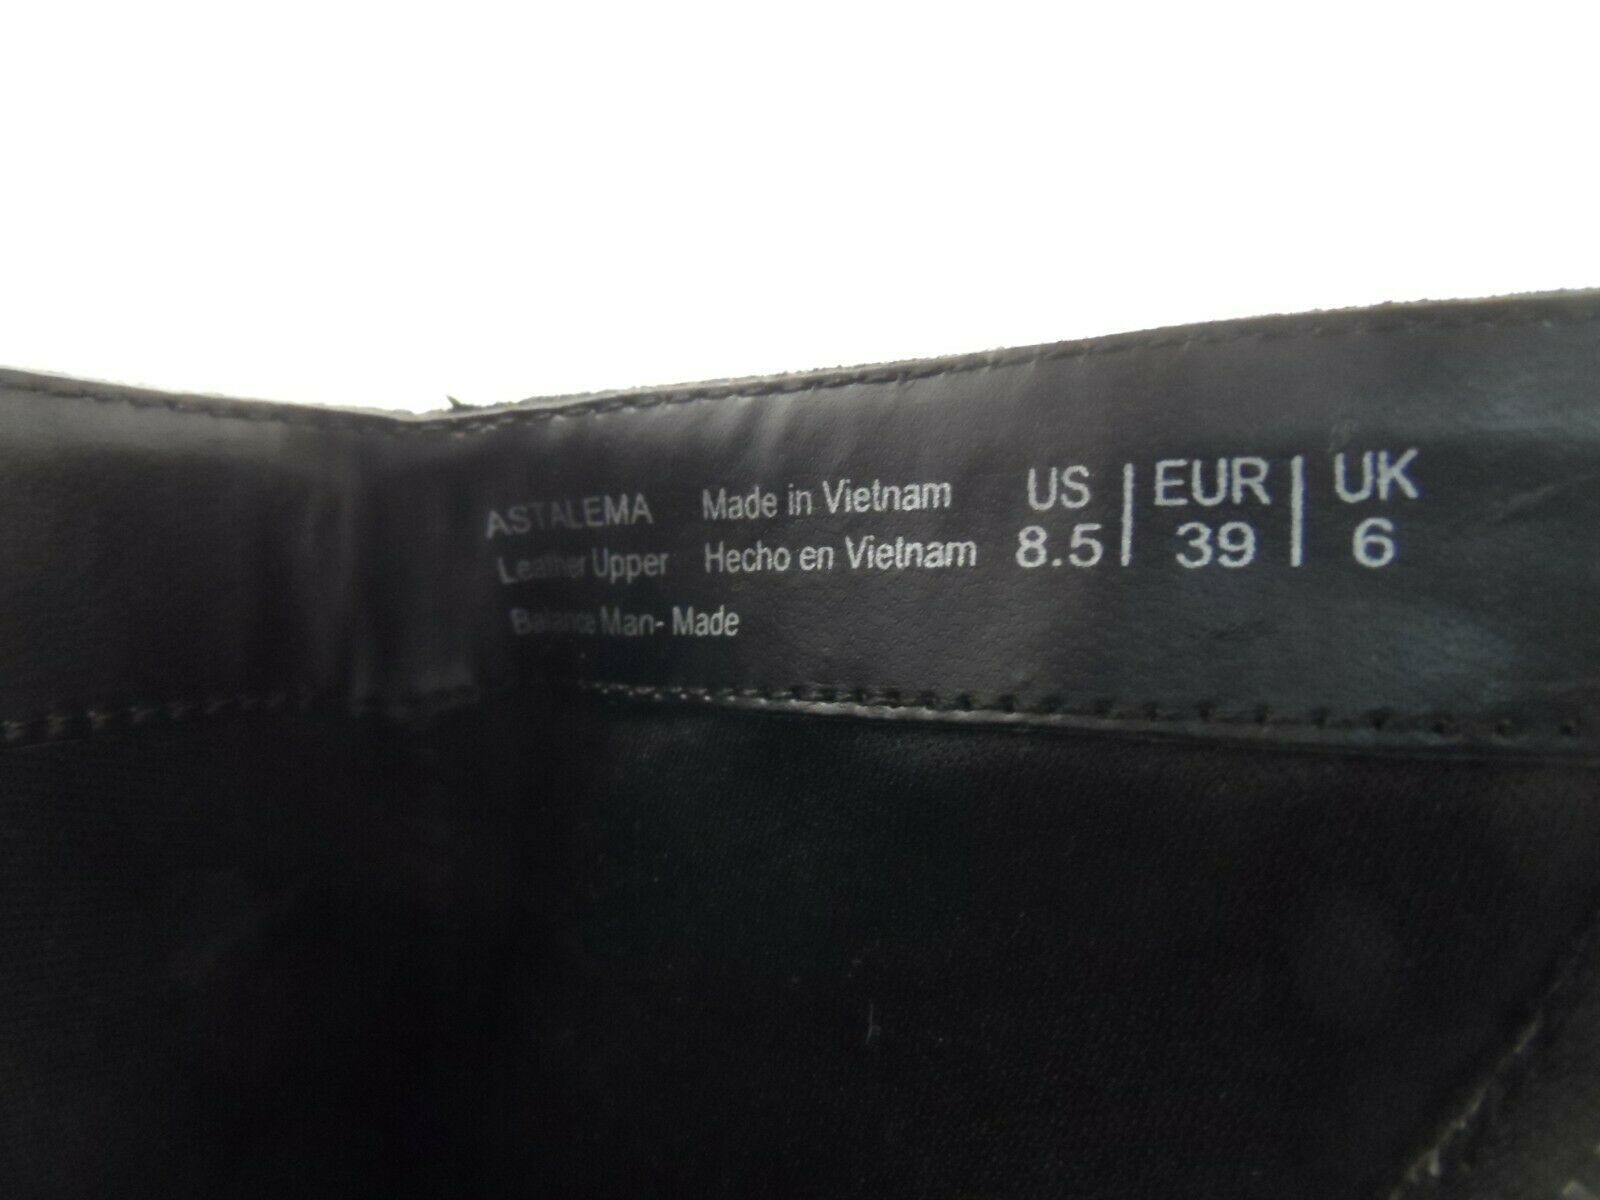 ASTALEMA Made in Vietnam US | EUR | UK
Leather Upper Hecho en Vietnam 8.5 | 39 | 6
Balance Man- Made